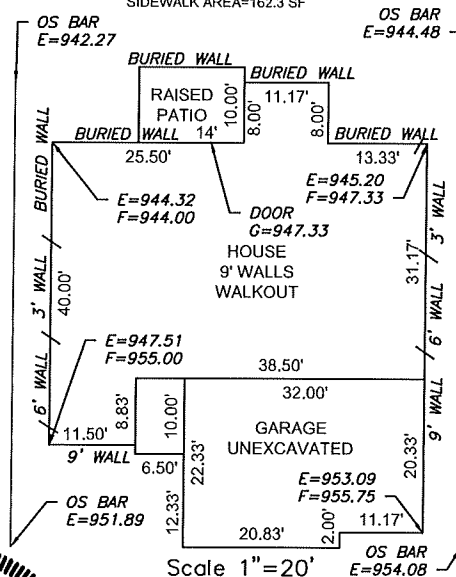 SIDEWALK AREA=162.3 SF
OS BAR
E=942.27
OS BAR
E=944.48
BURIED WALL
BURIED WALL
RAISED
PATIO
10.00'
8.00'
11.17'
8.00'
BURIED WALL
BURIED WALL
14'
BURIED WALL
25.50'
13.33'
E=944.32
F=944.00
DOOR
G=947.33
E=945.20
F=947.33
HOUSE
9' WALLS
WALKOUT
3' WALL
40.00'
31.17'
3' WALL
E=947.51
F=955.00
6' WALL
6' WALL
38.50'
32.00'
8.83'
10.00'
GARAGE
UNEXCAVATED
11.50'
9' WALL
6.50'
22.33'
20.33'
9' WALL
E=953.09
F=955.75
12.33'
OS BAR
E=951.89
20.83'
2.00'
11.17'
Scale 1"=20'
OS BAR
E=954.08